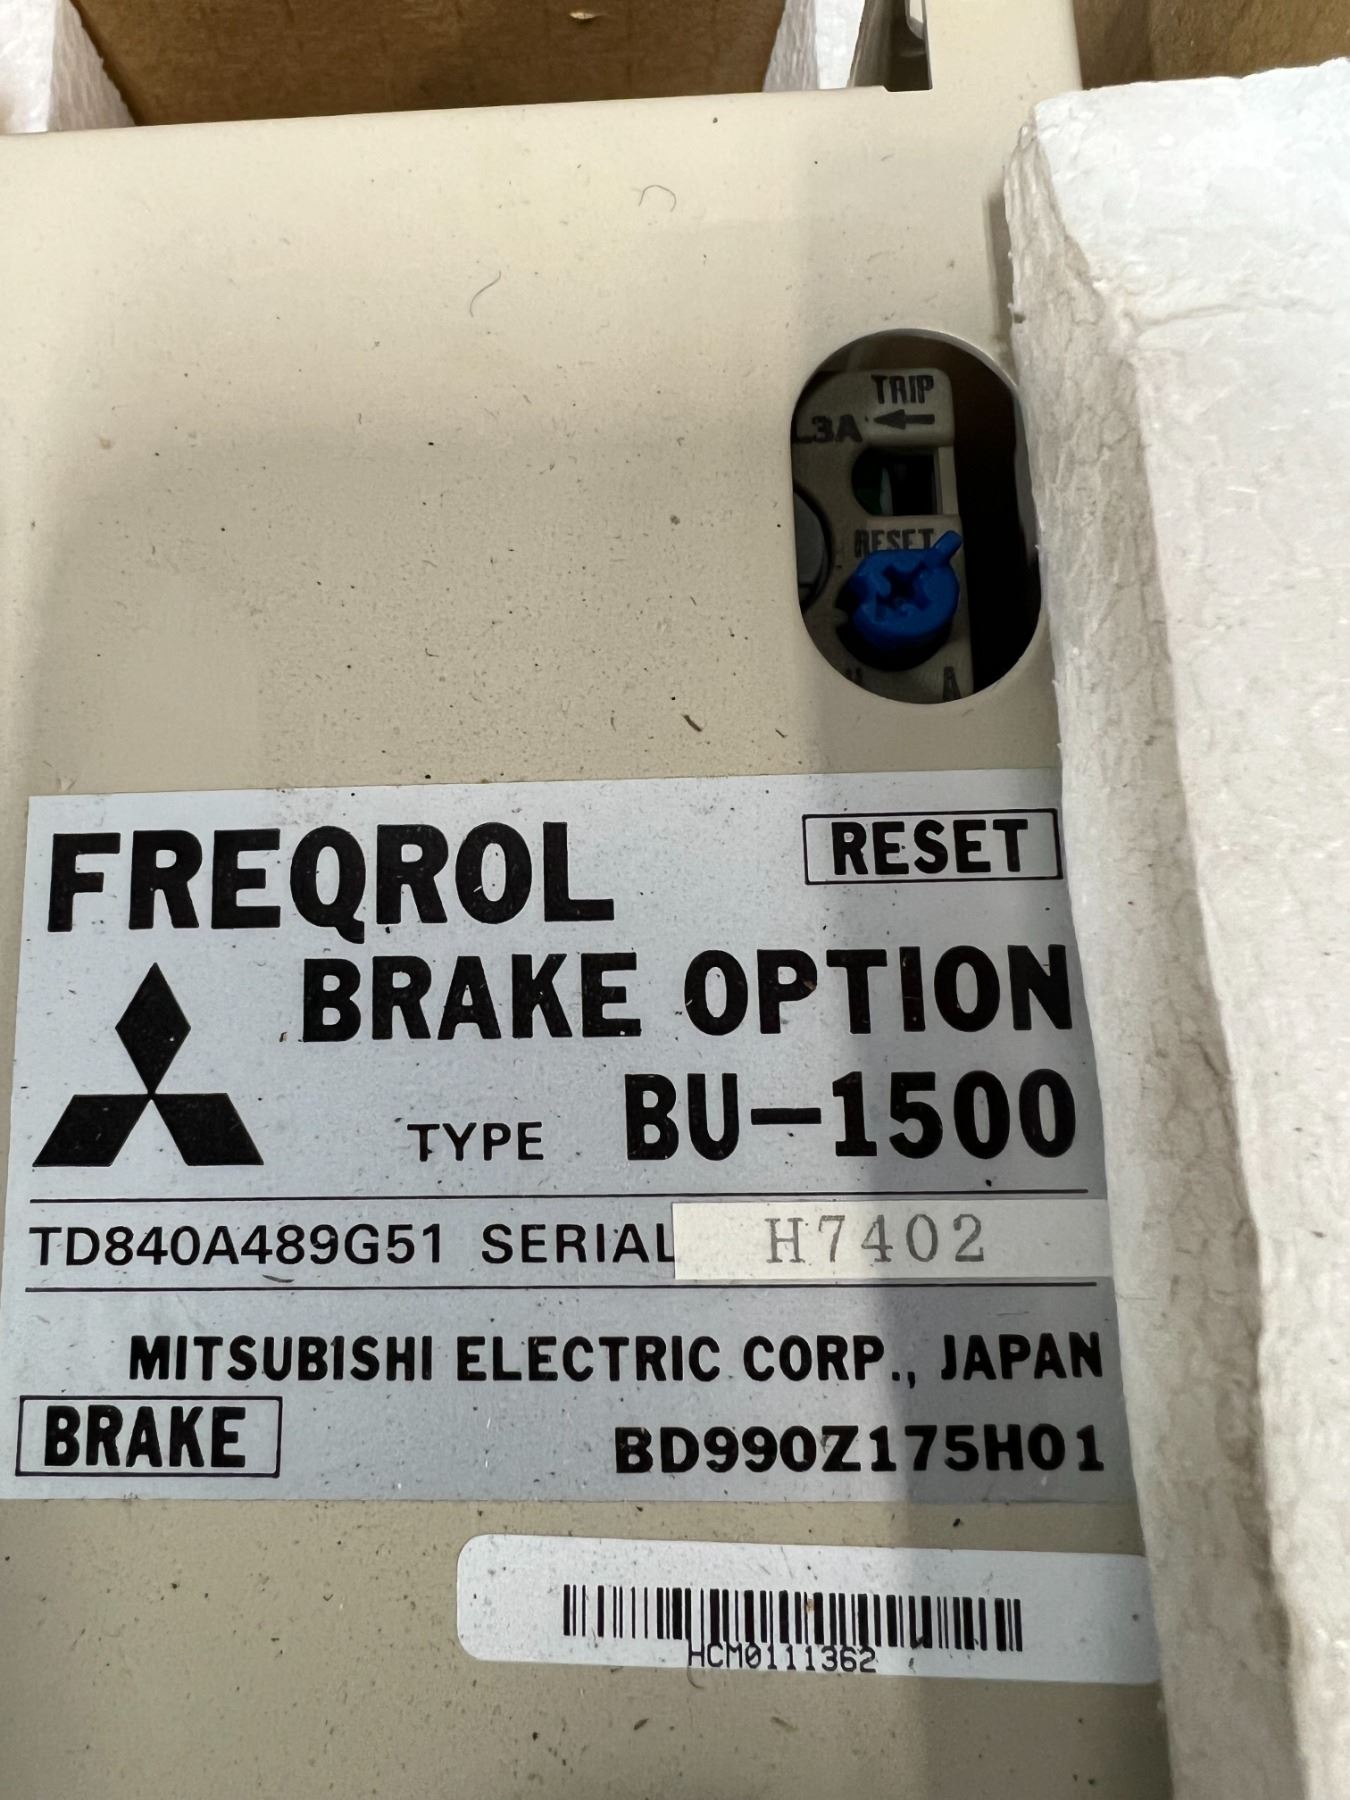 TRIP
3A ←
RESET
FREQROL
RESET
BRAKE OPTION
TYPE BU-1500
TD840A489G51 SERIAL H7402
MITSUBISHI ELECTRIC CORP., JAPAN
BRAKE
BD990Z175H01
HCM0111362